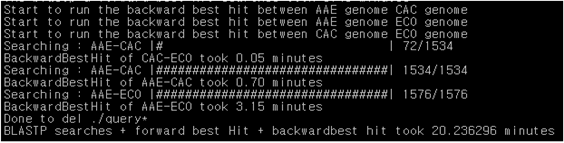 Start to run the backward best hit between AAE genome CAC genome
Start to run the backward best hit between AAE genome ECO genome
Start to run the backward best hit between CAC genome ECO genome
Searching : AAE-CAC |#                                | 72/1534
BackwardBestHit of CAC-ECO took 0.05 minutes
Searching : AAE-CAC |#################################| 1534/1534
BackwardBestHit of AAE-CAC took 0.70 minutes
Searching : AAE-ECO |#################################| 1576/1576
BackwardBestHit of AAE-ECO took 3.15 minutes
Done to del ./query*
BLASTP searches + forward best Hit + backwardbest hit took 20.236296 minutes